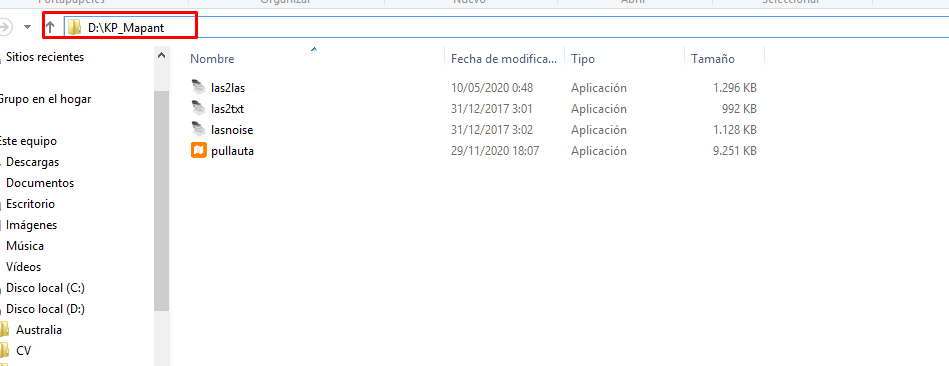 Portapapeles Organizar Nuevo Abrir Seleccionar
D:\KP_Mapant
Sitios recientes
Grupo en el hogar
Este equipo
Descargas
Documentos
Escritorio
Imágenes
Música
Vídeos
Disco local (C:)
Disco local (D:)
Australia
CV
Nombre Fecha de modifica... Tipo Tamaño
las2las 10/05/2020 0:48 Aplicación 1.296 KB
las2txt 31/12/2017 3:01 Aplicación 992 KB
lasnoise 31/12/2017 3:02 Aplicación 1.128 KB
pullauta 29/11/2020 18:07 Aplicación 9.251 KB